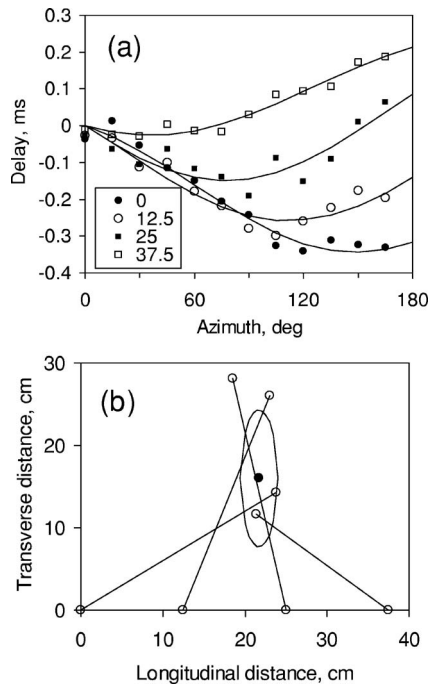 (a)
Delay, ms
0.3
0.2
0.1
0
-0.1
-0.2
-0.3
-0.4
0
12.5
25
37.5
0 60 120 180
Azimuth, deg
(b)
Transverse distance, cm
30
20
10
0
0 10 20 30 40
Longitudinal distance, cm